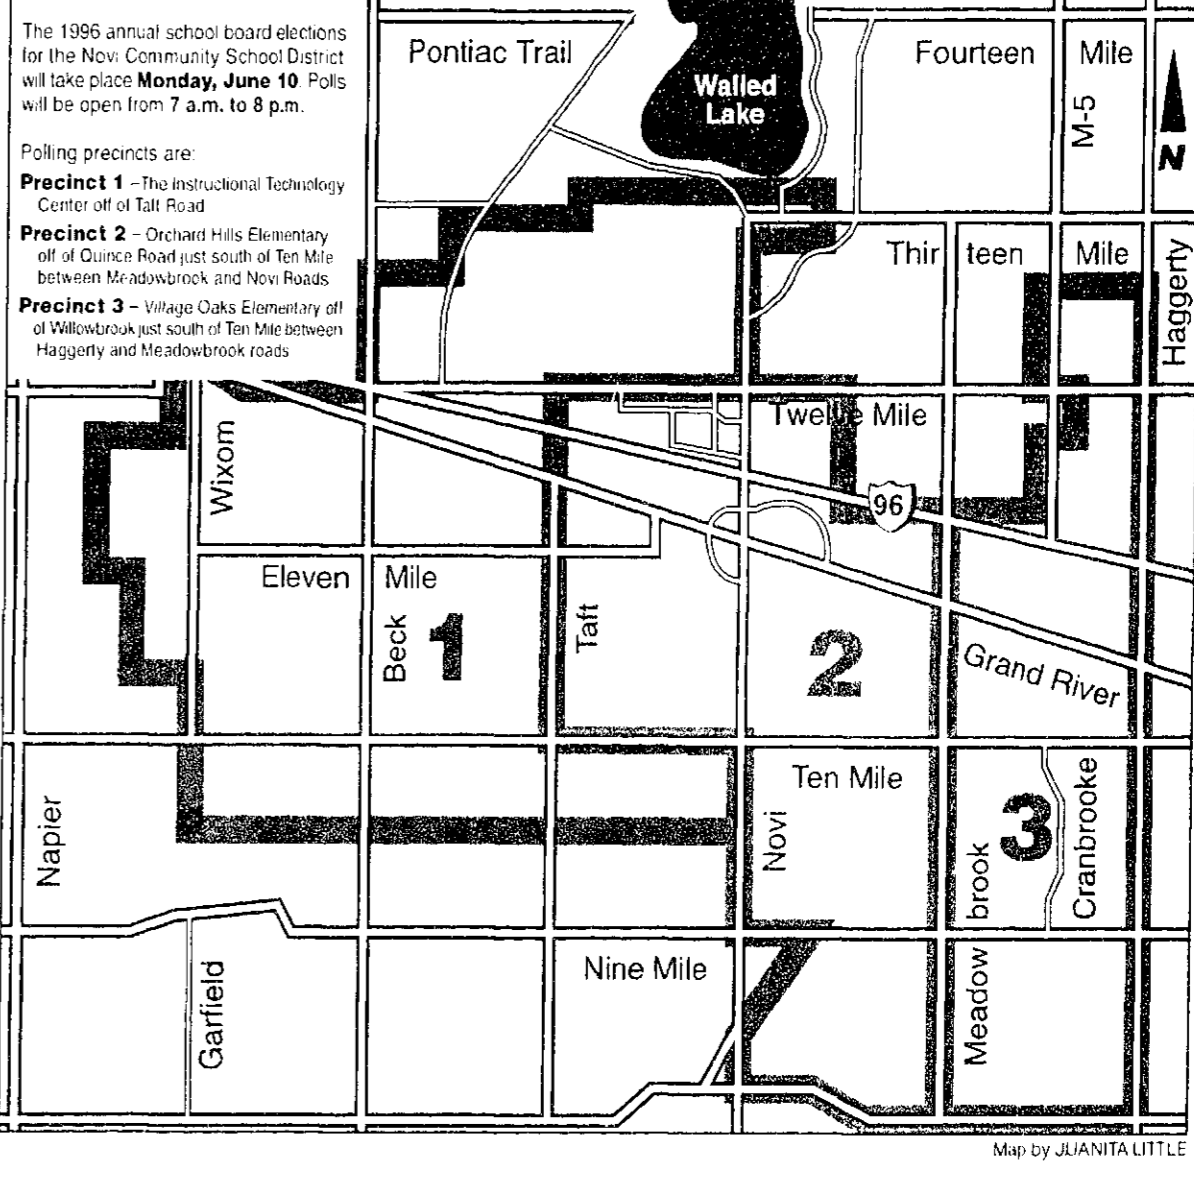 The 1996 annual school board elections
for the Novi Community School District
will take place Monday, June 10. Polls
will be open from 7 a.m. to 8 p.m.
Polling precincts are:
Precinct 1 – The Instructional Technology
Center off of Taft Road
Precinct 2 – Orchard Hills Elementary
off of Quince Road just south of Ten Mile
between Meadowbrook and Novi Roads
Precinct 3 – Village Oaks Elementary off
of Willowbrook just south of Ten Mile between
Haggerty and Meadowbrook roads
Pontiac Trail
Walled
Lake
Fourteen Mile
M-5
N
Thir teen Mile
Haggerty
Twelve Mile
Wixom
96
Eleven Mile
Beck
1
Taft
2
Grand River
Ten Mile
Napier
Novi
3
Cranbrooke
Meadow brook
Nine Mile
Garfield
Map by JUANITA LITTLE